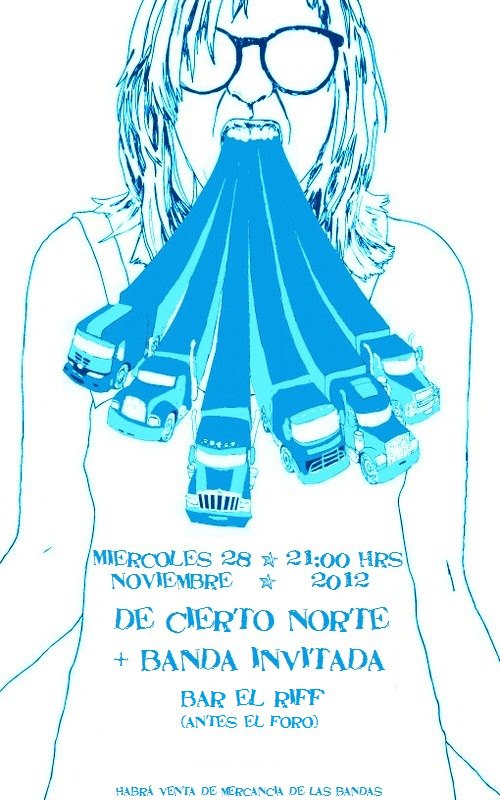 MIERCOLES 28 ☆ 21:00 HRS
NOVIEMBRE ☆ 2012
DE CIERTO NORTE
+ BANDA INVITADA
BAR EL RIFF
(ANTES EL FORO)
HABRÁ VENTA DE MERCANCIA DE LAS BANDAS